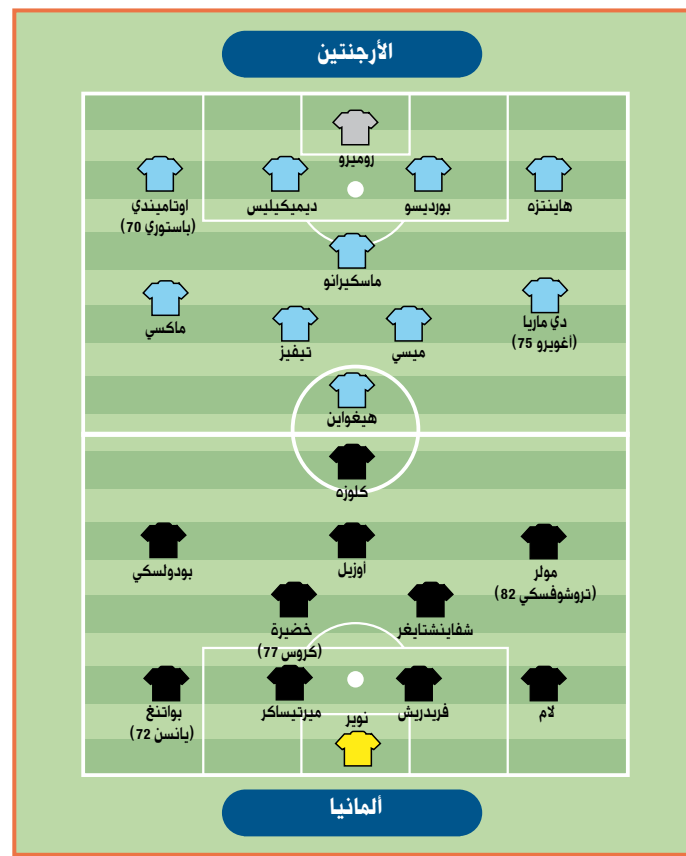 الأرجنتين
روميرو
هاينتزه
بورديسو
ديميكيليس
اوتاميندي
(باستوري 70)
ماسكيرانو
دي ماريا
(أغويرو 75)
ميسي
تيفيز
ماكسي
هيغواين
كلوزه
مولر
(تروشوفسكي 82)
أوزيل
بودولسكي
شفاينشتايغر
خضيرة
(كروس 77)
لام
فريدريش
نوير
ميرتيساكر
بواتنغ
(يانسن 72)
ألمانيا